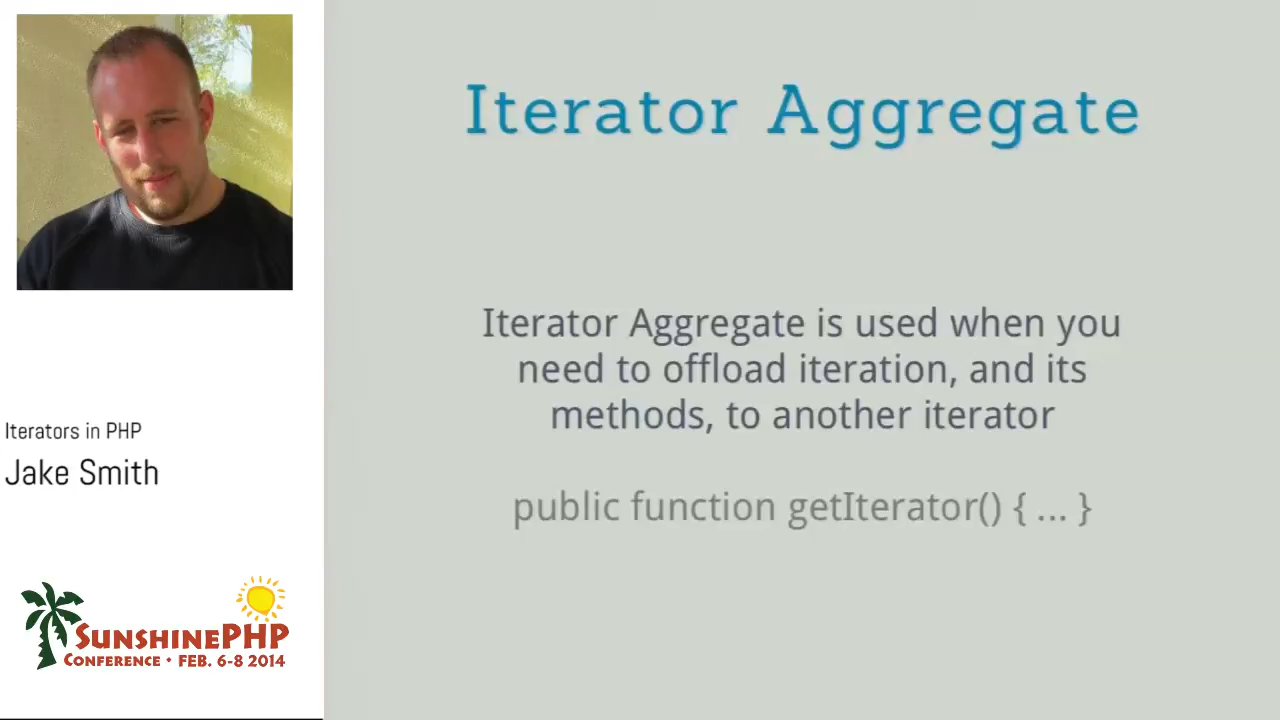 Iterator Aggregate
Iterator Aggregate is used when you
need to offload iteration, and its
methods, to another iterator
public function getIterator() { ... }
Iterators in PHP
Jake Smith
SUNSHINEPHP
CONFERENCE • FEB. 6-8 2014